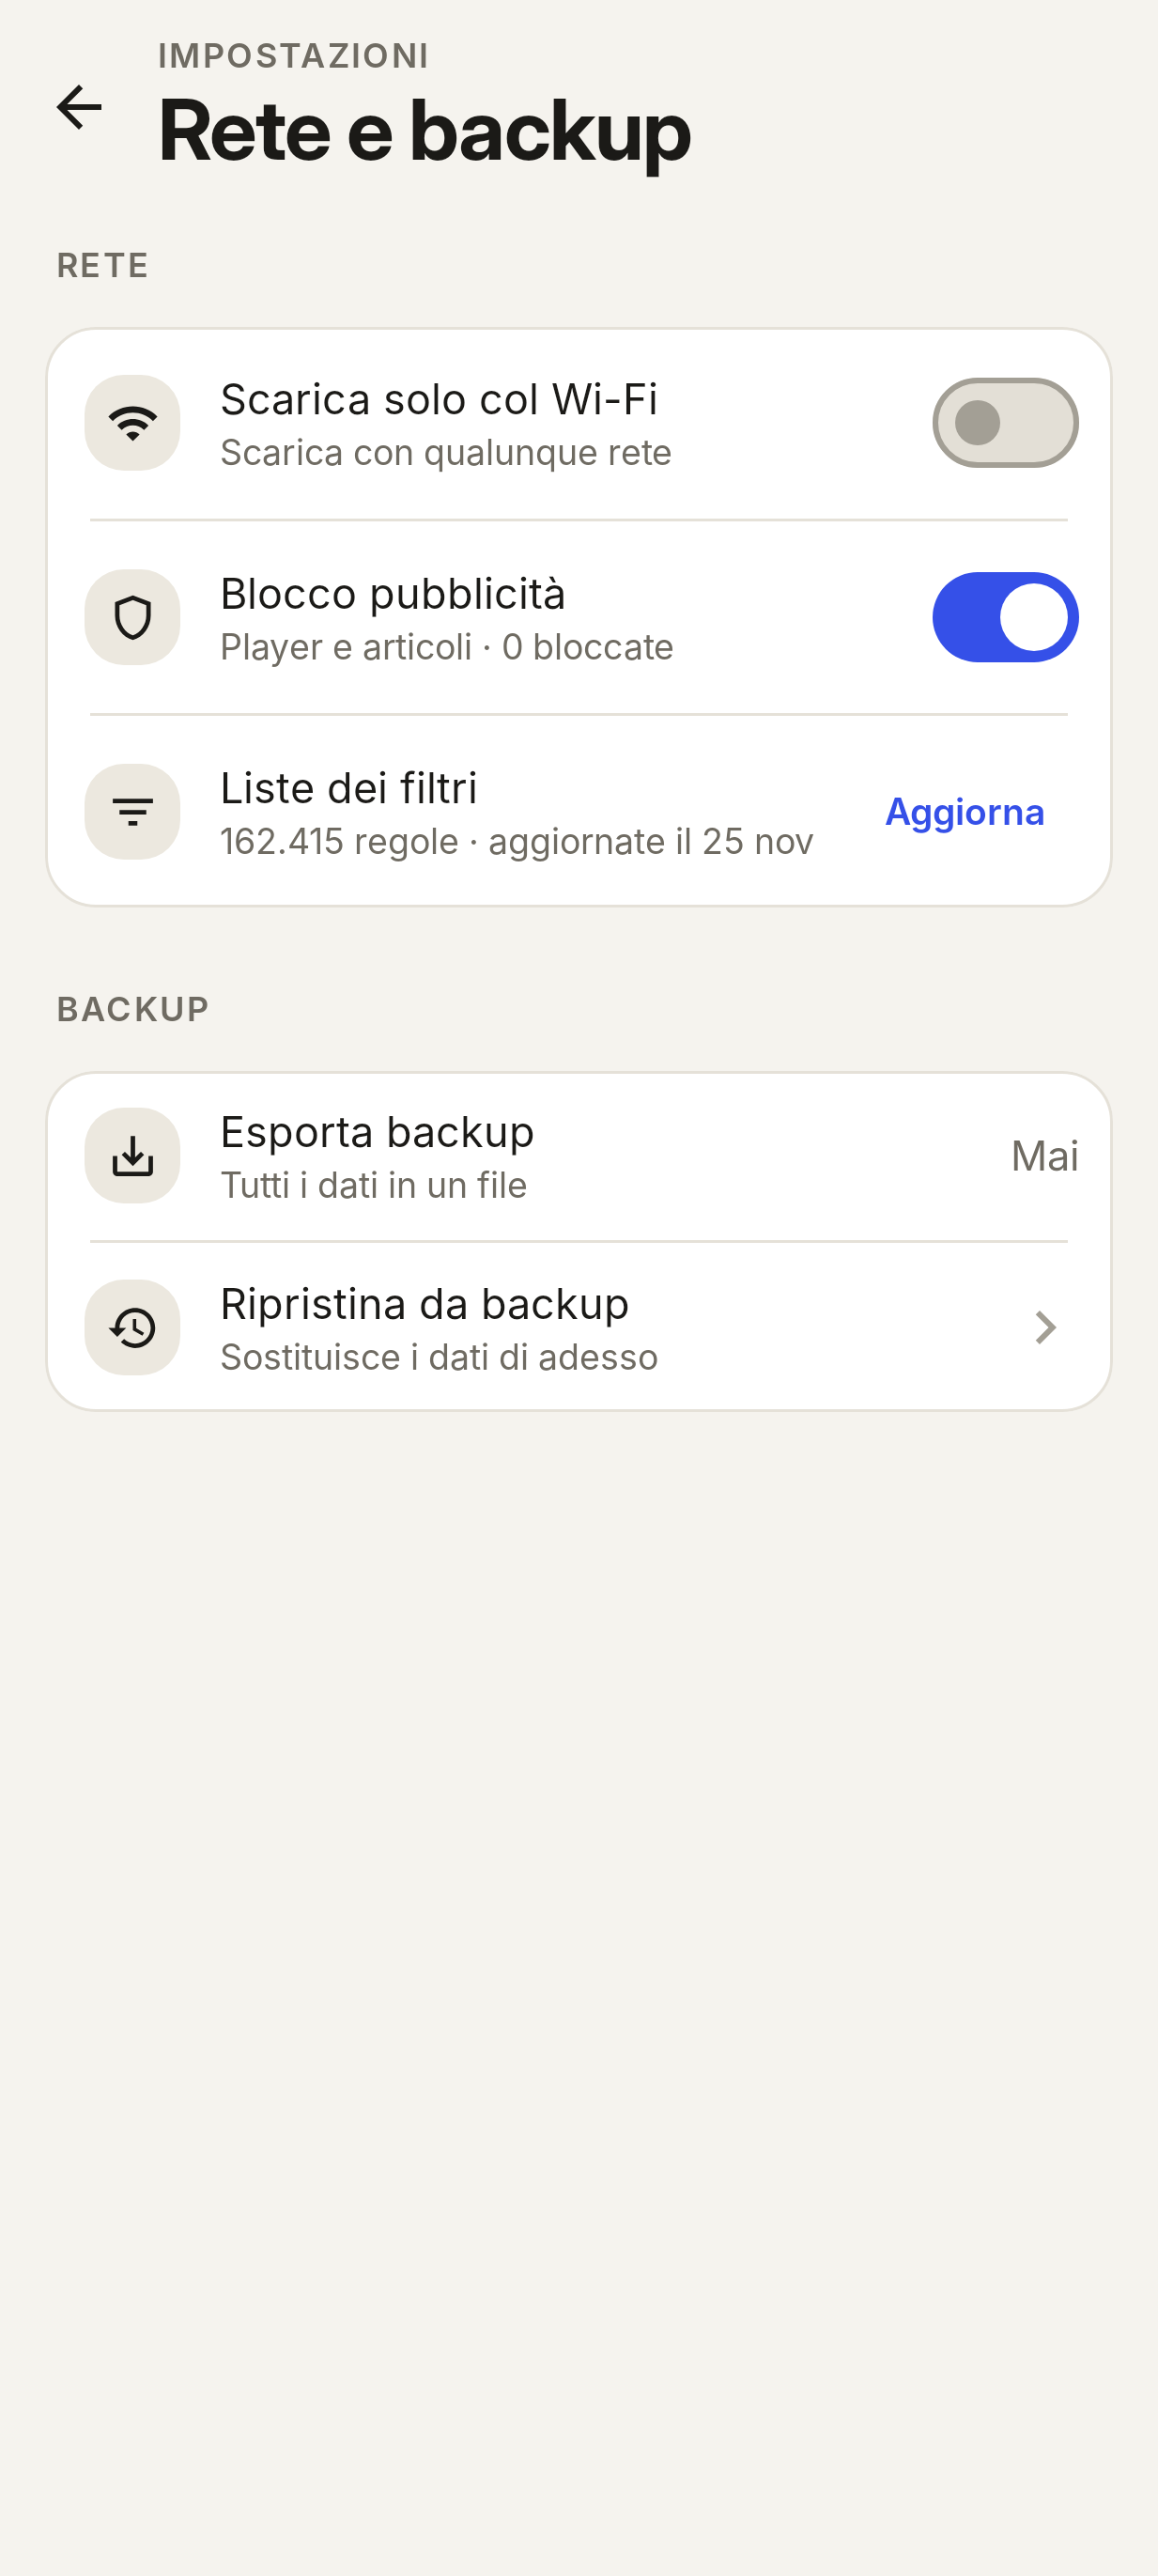 IMPOSTAZIONI
Rete e backup
RETE
Scarica solo col Wi-Fi
Scarica con qualunque rete
Blocco pubblicità
Player e articoli · 0 bloccate
Liste dei filtri
162.415 regole · aggiornate il 25 nov
Aggiorna
BACKUP
Esporta backup
Tutti i dati in un file
Mai
Ripristina da backup
Sostituisce i dati di adesso